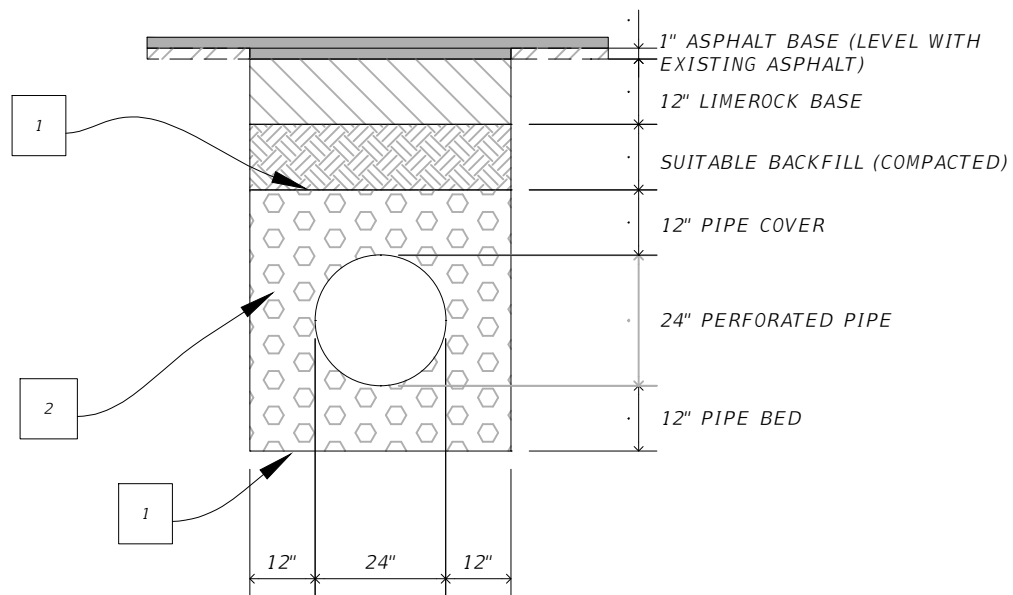 1" ASPHALT BASE (LEVEL WITH
EXISTING ASPHALT)
12" LIMEROCK BASE
1
SUITABLE BACKFILL (COMPACTED)
12" PIPE COVER
24" PERFORATED PIPE
2
12" PIPE BED
1
12" 24" 12"